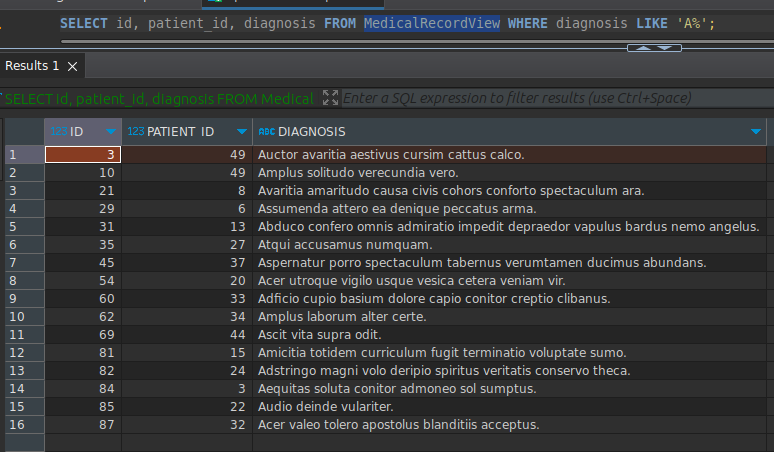 SELECT id, patient_id, diagnosis FROM MedicalRecordView WHERE diagnosis LIKE 'A%';
Results 1
SELECT id, patient_id, diagnosis FROM Medical Enter a SQL expression to filter results (use Ctrl+Space)
123 ID 123 PATIENT_ID ABC DIAGNOSIS
1 3 49 Auctor avaritia aestivus cursim cattus calco.
2 10 49 Amplus solitudo verecundia vero.
3 21 8 Avaritia amaritudo causa civis cohors conforto spectaculum ara.
4 29 6 Assumenda attero ea denique peccatus arma.
5 31 13 Abduco confero omnis admiratio impedit depraedor vapulus bardus nemo angelus.
6 35 27 Atqui accusamus numquam.
7 45 37 Aspernatur porro spectaculum tabernus verumtamen ducimus abundans.
8 54 20 Acer utroque vigilo usque vesica cetera veniam vir.
9 60 33 Adficio cupio basium dolore capio conitor creptio clibanus.
10 62 34 Amplus laborum alter certe.
11 69 44 Ascit vita supra odit.
12 81 15 Amicitia totidem curriculum fugit terminatio voluptate sumo.
13 82 24 Adstringo magni volo deripio spiritus veritatis conservo theca.
14 84 3 Aequitas soluta conitor admoneo sol sumptus.
15 85 22 Audio deinde vulariter.
16 87 32 Acer valeo tolero apostolus blanditiis acceptus.